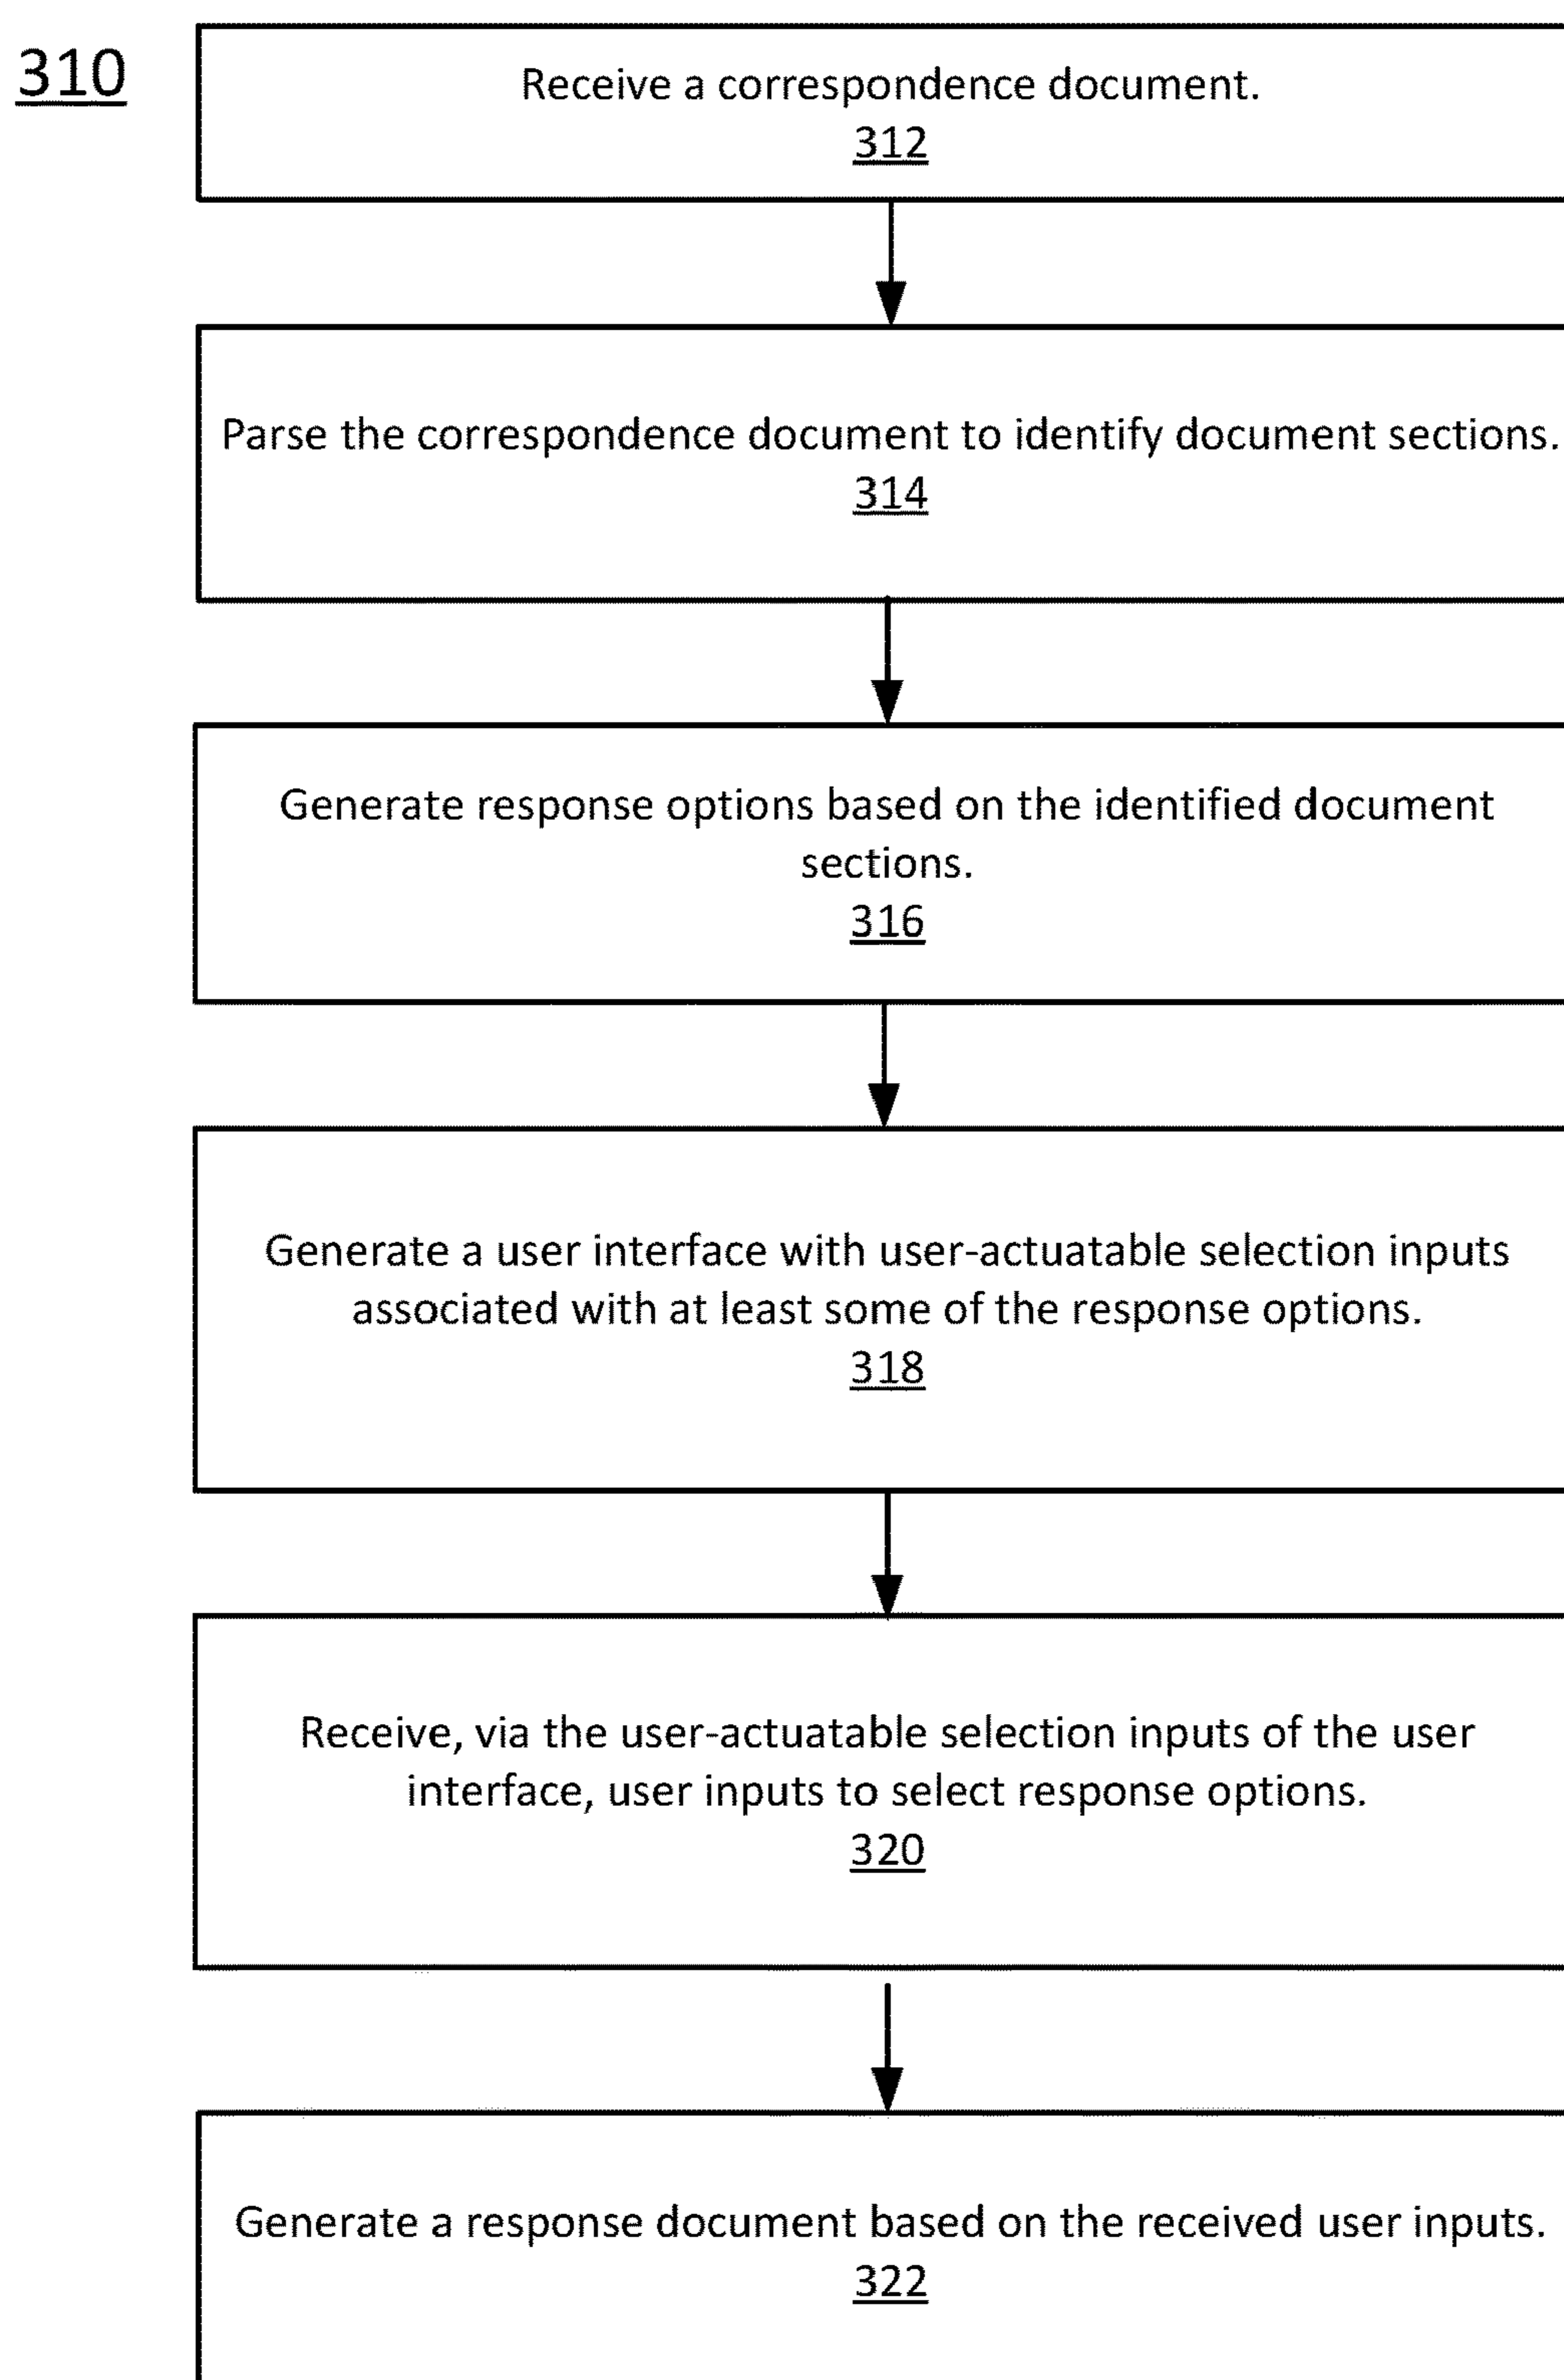 310
Receive a correspondence document.
312
Parse the correspondence document to identify document sections.
314
Generate response options based on the identified document
sections.
316
Generate a user interface with user-actuatable selection inputs
associated with at least some of the response options.
318
Receive, via the user-actuatable selection inputs of the user
interface, user inputs to select response options.
320
Generate a response document based on the received user inputs.
322